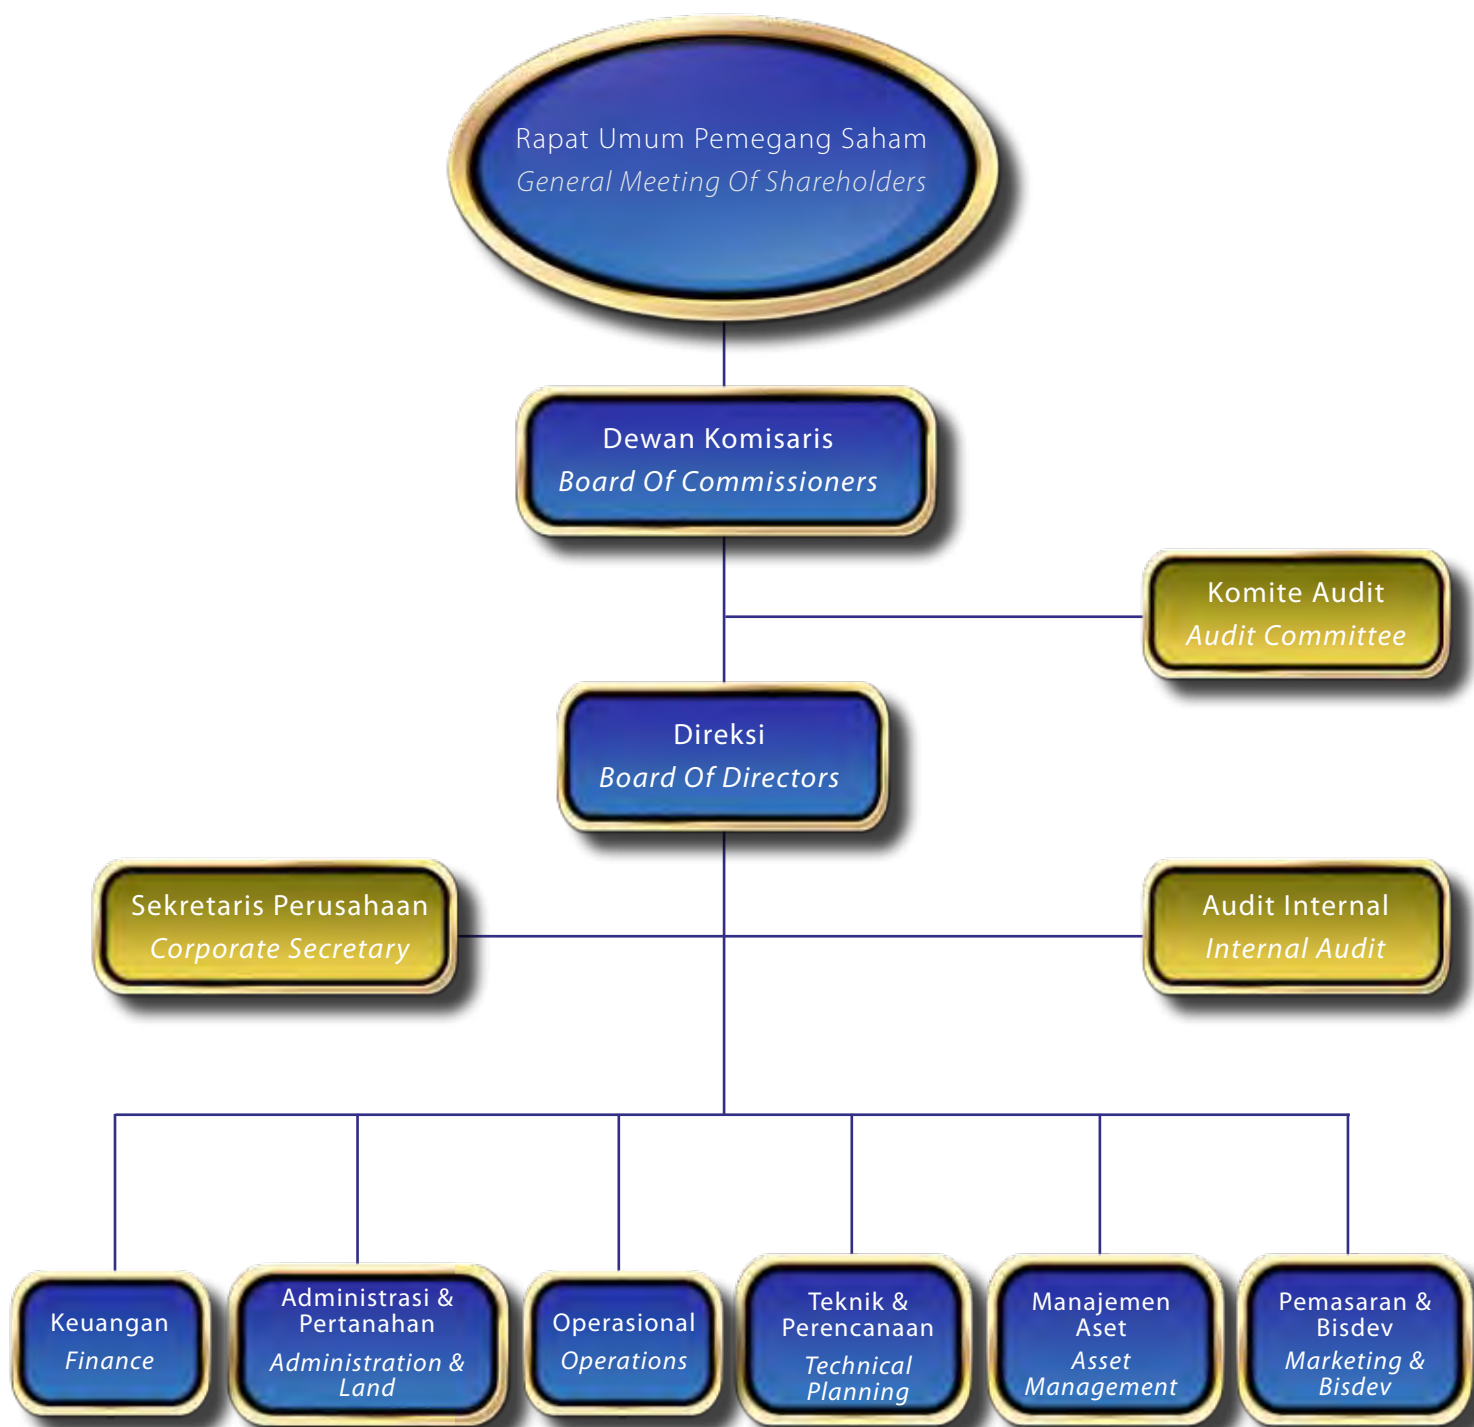 Rapat Umum Pemegang Saham
General Meeting Of Shareholders
Dewan Komisaris
Board Of Commissioners
Komite Audit
Audit Committee
Direksi
Board Of Directors
Sekretaris Perusahaan
Corporate Secretary
Audit Internal
Internal Audit
Keuangan
Finance
Administrasi &
Pertanahan
Administration &
Land
Operasional
Operations
Teknik &
Perencanaan
Technical
Planning
Manajemen
Aset
Asset
Management
Pemasaran &
Bisdev
Marketing &
Bisdev